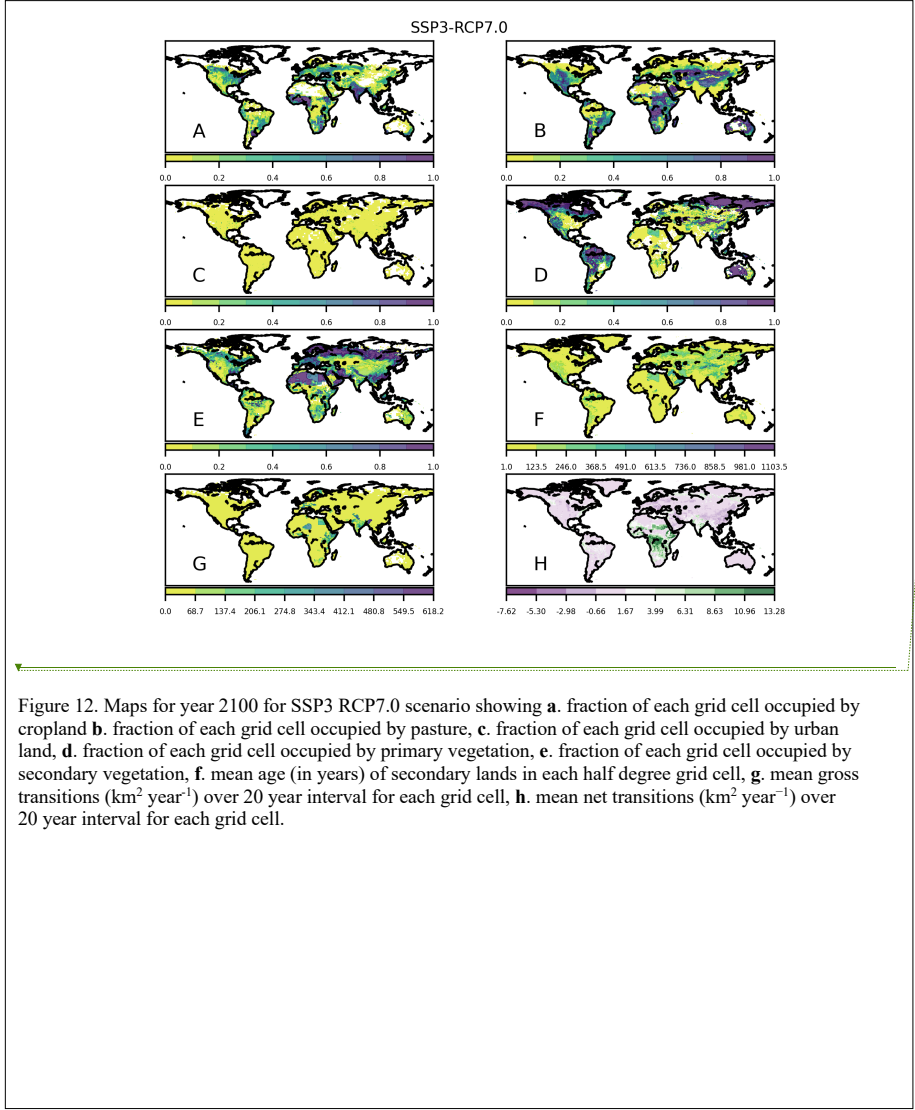 SSP3-RCP7.0
A
0.0 0.2 0.4 0.6 0.8 1.0
B
0.0 0.2 0.4 0.6 0.8 1.0
C
0.0 0.2 0.4 0.6 0.8 1.0
D
0.0 0.2 0.4 0.6 0.8 1.0
E
0.0 0.2 0.4 0.6 0.8 1.0
F
1.0 123.5 246.0 368.5 491.0 613.5 736.0 858.5 981.0 1103.5
G
0.0 68.7 137.4 206.1 274.8 343.4 412.1 480.8 549.5 618.2
H
-7.62 -5.30 -2.98 -0.66 1.67 3.99 6.31 8.63 10.96 13.28
Figure 12. Maps for year 2100 for SSP3 RCP7.0 scenario showing a. fraction of each grid cell occupied by
cropland b. fraction of each grid cell occupied by pasture, c. fraction of each grid cell occupied by urban
land, d. fraction of each grid cell occupied by primary vegetation, e. fraction of each grid cell occupied by
secondary vegetation, f. mean age (in years) of secondary lands in each half degree grid cell, g. mean gross
transitions (km² year⁻¹) over 20 year interval for each grid cell, h. mean net transitions (km² year⁻¹) over
20 year interval for each grid cell.